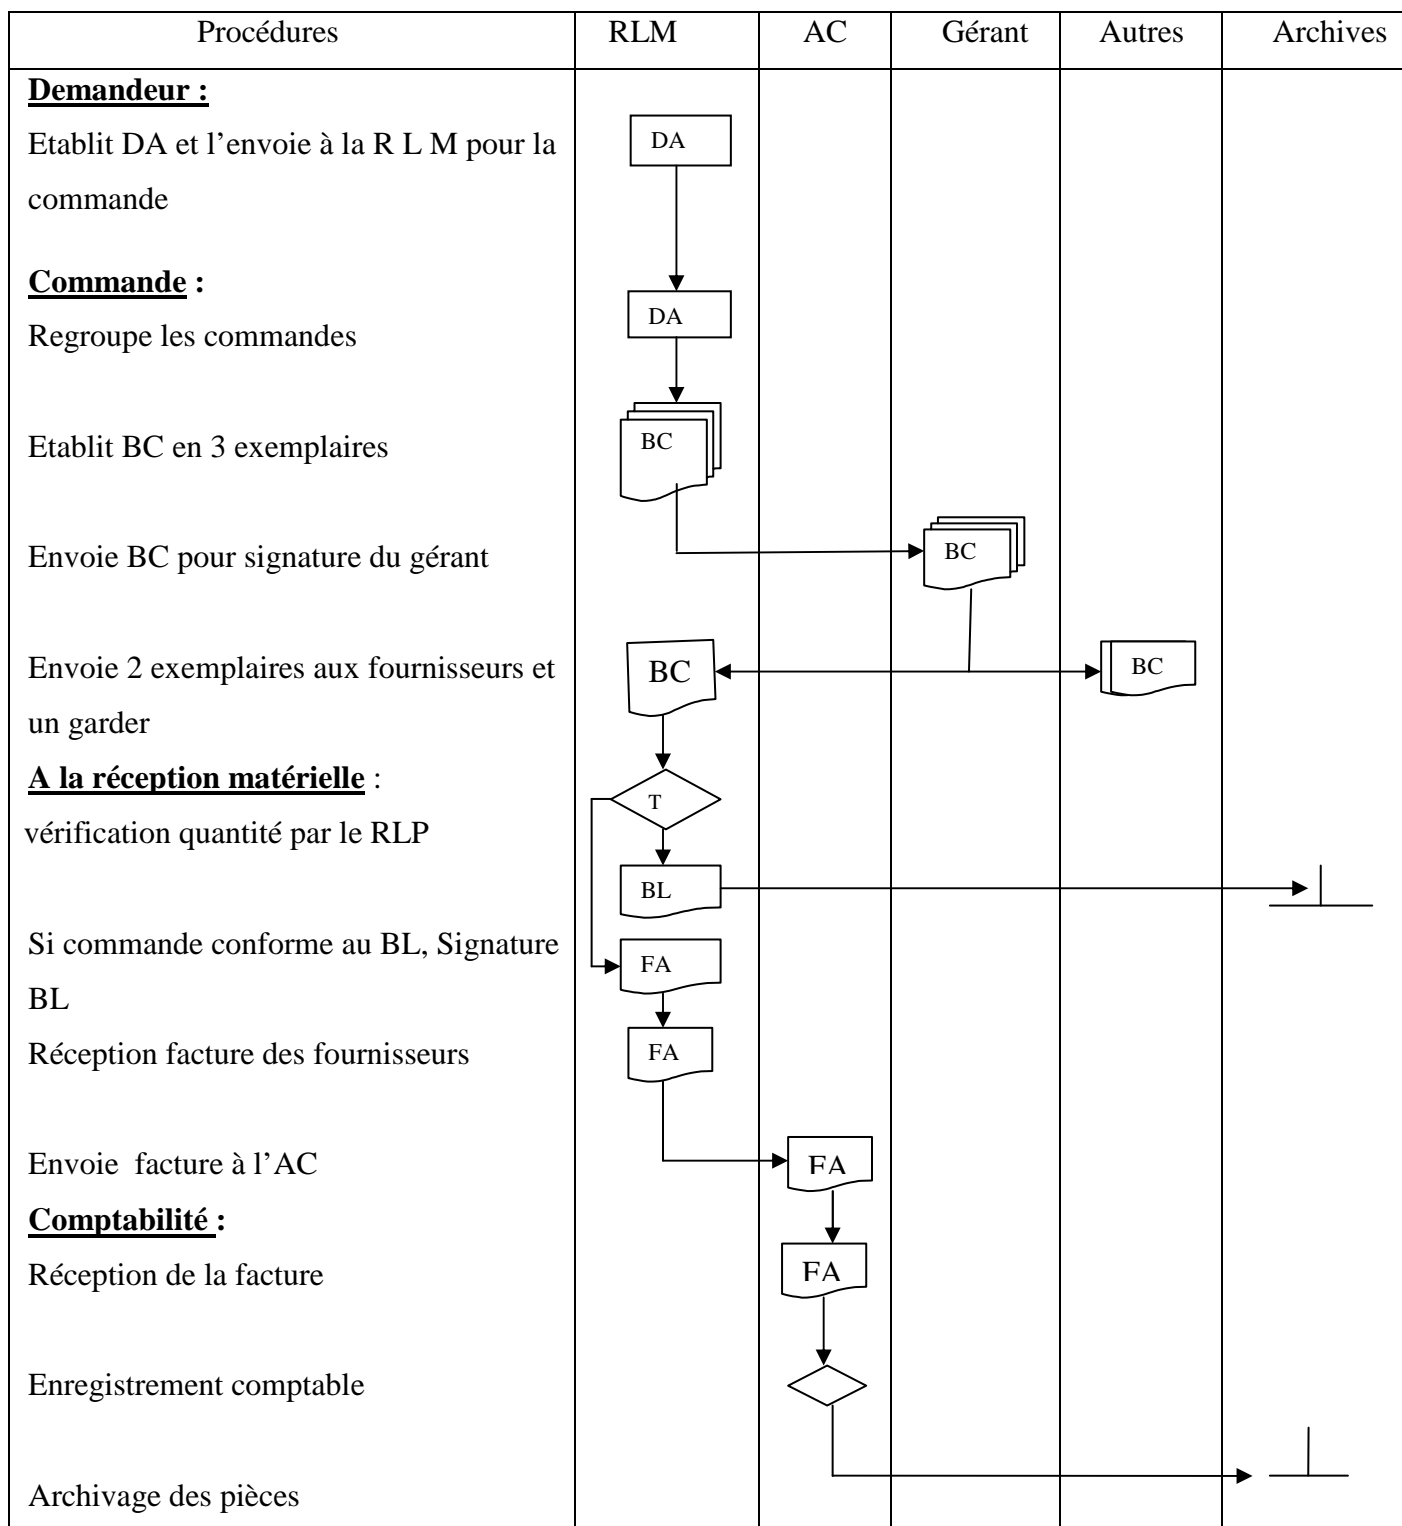 Procédures RLM AC Gérant Autres Archives
Demandeur :
Etablit DA et l'envoie à la R L M pour la
DA
commande
Commande :
DA
Regroupe les commandes
Etablit BC en 3 exemplaires
BC
Envoie BC pour signature du gérant
BC
Envoie 2 exemplaires aux fournisseurs et
BC
BC
un garder
A la réception matérielle :
T
vérification quantité par le RLP
BL
Si commande conforme au BL, Signature
FA
BL
Réception facture des fournisseurs
FA
Envoie facture à l'AC
FA
Comptabilité :
Réception de la facture
FA
Enregistrement comptable
Archivage des pièces